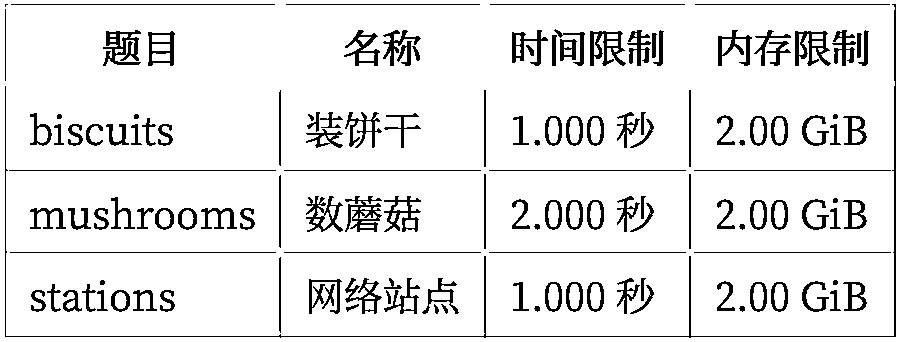 题目 名称 时间限制 内存限制
biscuits 装饼干 1.000 秒 2.00 GiB
mushrooms 数蘑菇 2.000 秒 2.00 GiB
stations 网络站点 1.000 秒 2.00 GiB